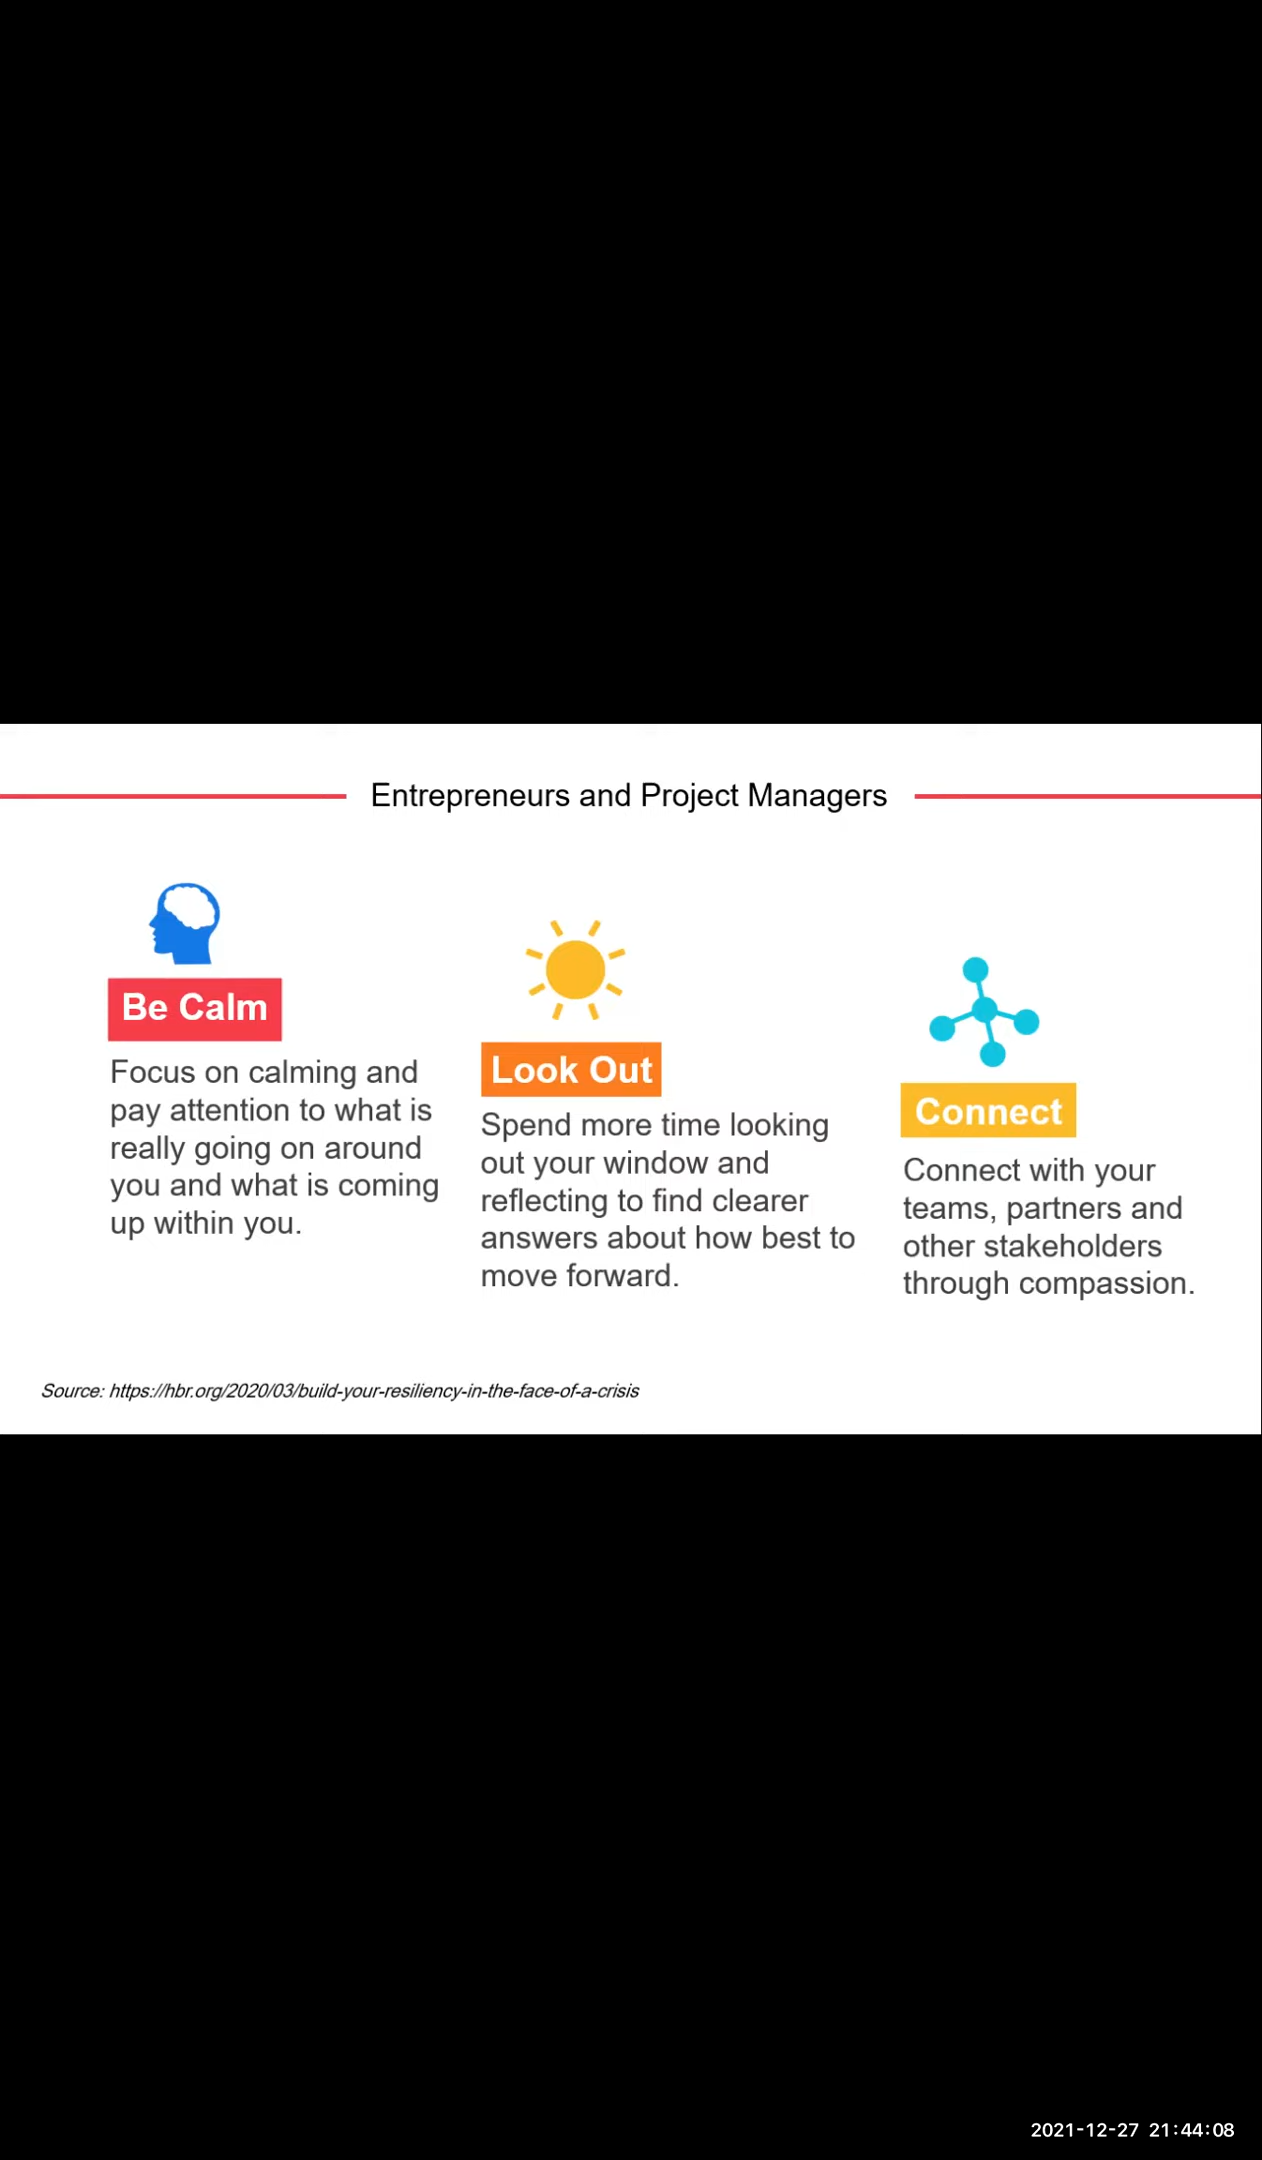 Entrepreneurs and Project Managers
Be Calm
Focus on calming and
pay attention to what is
really going on around
you and what is coming
up within you.
Look Out
Spend more time looking
out your window and
reflecting to find clearer
answers about how best to
move forward.
Connect
Connect with your
teams, partners and
other stakeholders
through compassion.
Source: https://hbr.org/2020/03/build-your-resiliency-in-the-face-of-a-crisis
2021-12-27 21:44:08